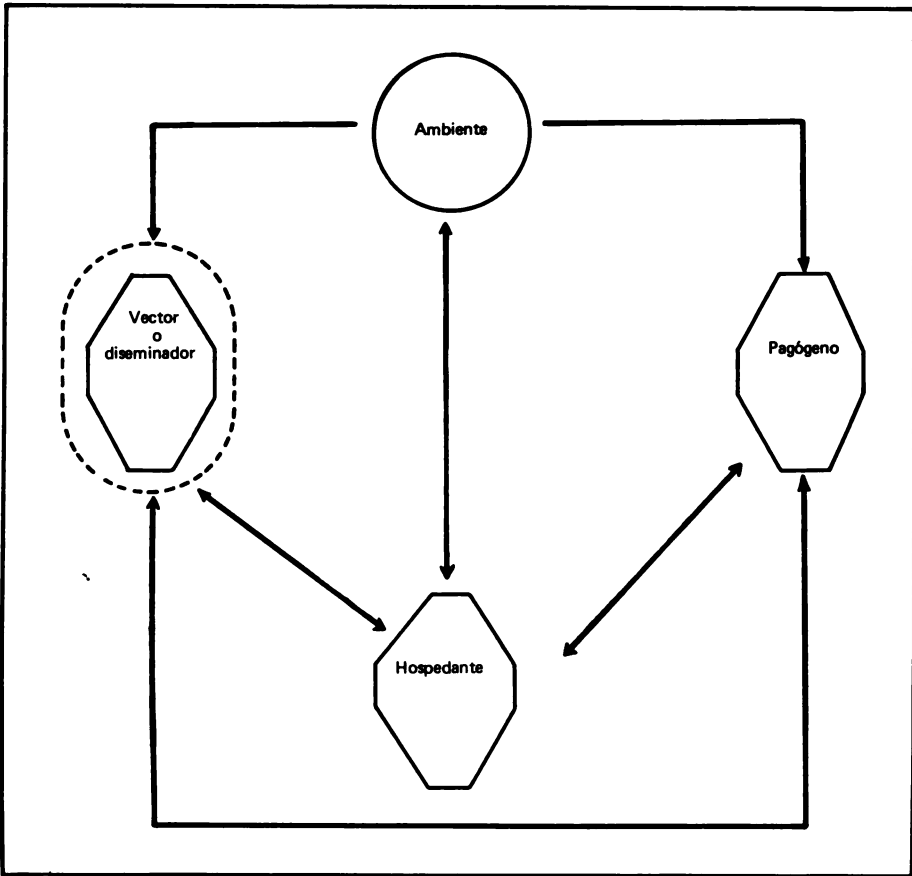 Ambiente
Vector
o
diseminador
Pagógeno
Hospedante